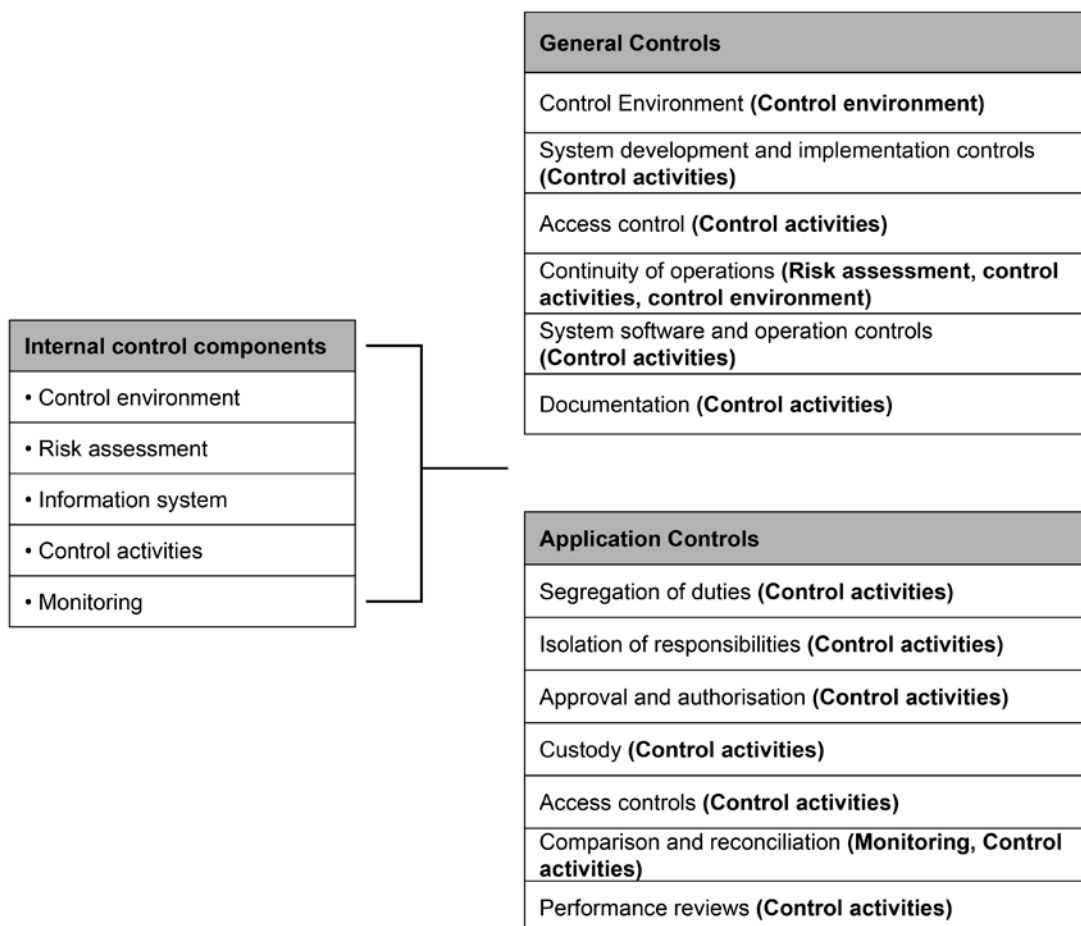 General Controls
Control Environment (Control environment)
System development and implementation controls
(Control activities)
Access control (Control activities)
Continuity of operations (Risk assessment, control
activities, control environment)
System software and operation controls
(Control activities)
Documentation (Control activities)
Internal control components
• Control environment
• Risk assessment
• Information system
• Control activities
• Monitoring
Application Controls
Segregation of duties (Control activities)
Isolation of responsibilities (Control activities)
Approval and authorisation (Control activities)
Custody (Control activities)
Access controls (Control activities)
Comparison and reconciliation (Monitoring, Control
activities)
Performance reviews (Control activities)